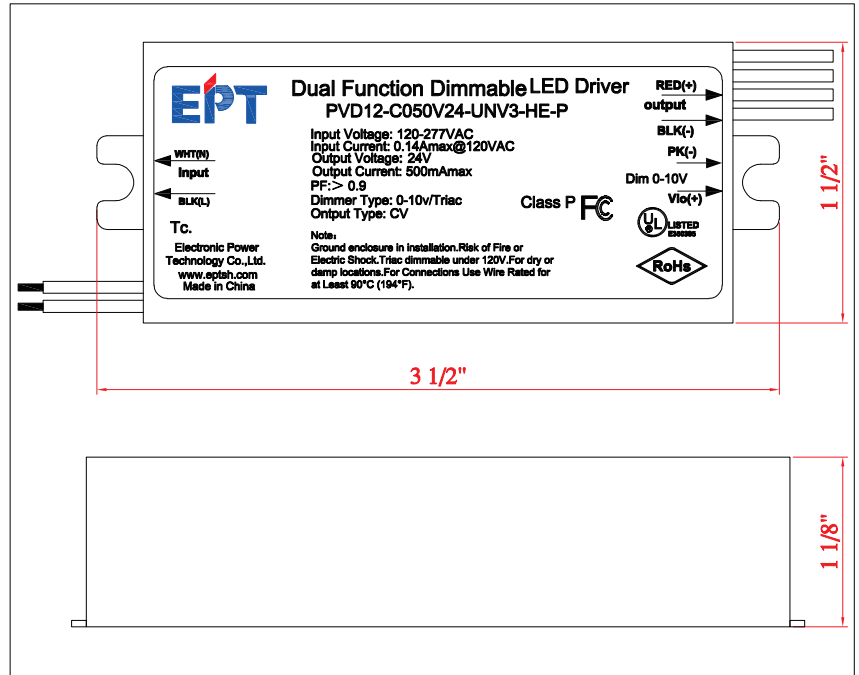 EPT
Dual Function Dimmable LED Driver
PVD12-C050V24-UNV3-HE-P
Input Voltage: 120-277VAC
Input Current: 0.14Amax@120VAC
Output Voltage: 24V
Output Current: 500mAmax
PF:> 0.9
Dimmer Type: 0-10v/Triac
Ontput Type: CV
Note:
Ground enclosure in installation.Risk of Fire or
Electric Shock.Triac dimmable under 120V.For dry or
damp locations.For Connections Use Wire Rated for
at Least 90°C (194°F).
WHT(N)
Input
BLK(L)
Tc.
Electronic Power
Technology Co.,Ltd.
www.eptsh.com
Made in China
RED(+)
output
BLK(-)
PK(-)
Dim 0-10V
Vio(+)
Class P FC
UL LISTED
RoHs
1 1/2"
3 1/2"
1 1/8"